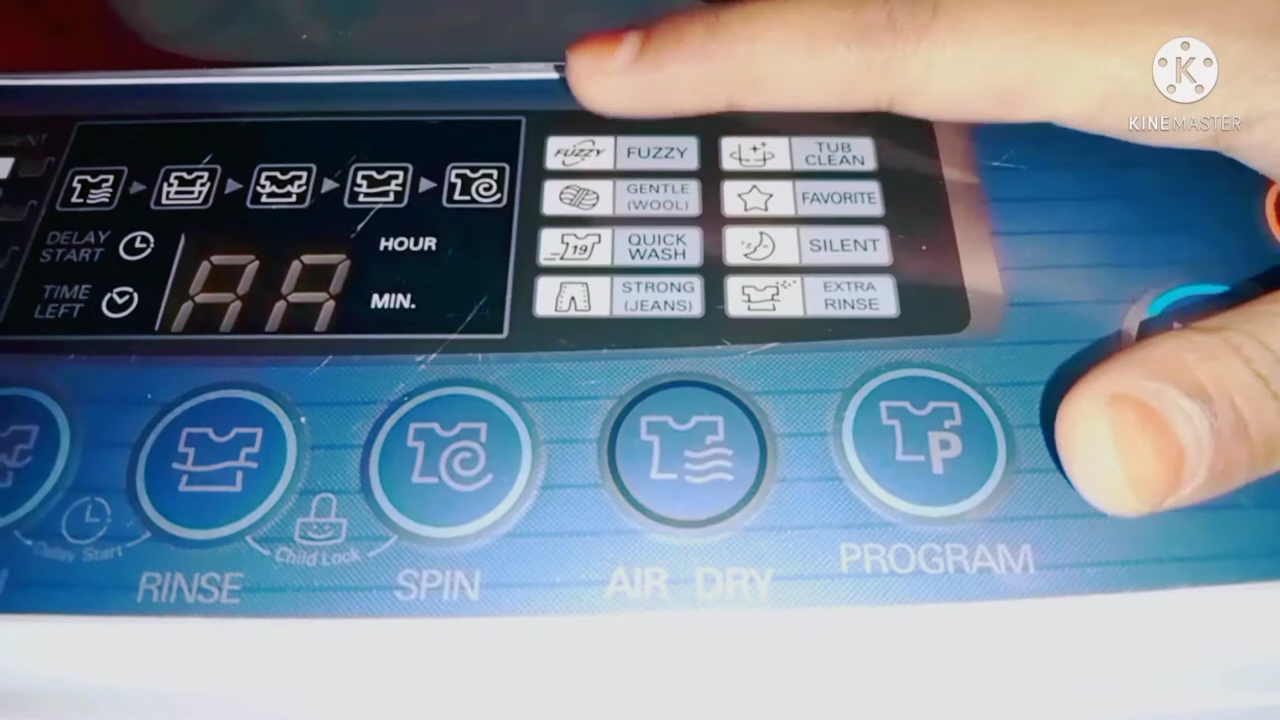 K
KINEMASTER
FUZZY FUZZY
TUB
CLEAN
GENTLE
(WOOL)
FAVORITE
19 QUICK
WASH
SILENT
STRONG
(JEANS)
EXTRA
RINSE
DELAY
START
HOUR
TIME
LEFT
MIN.
P
Delay Start
Child Lock
RINSE
SPIN
AIR DRY
PROGRAM